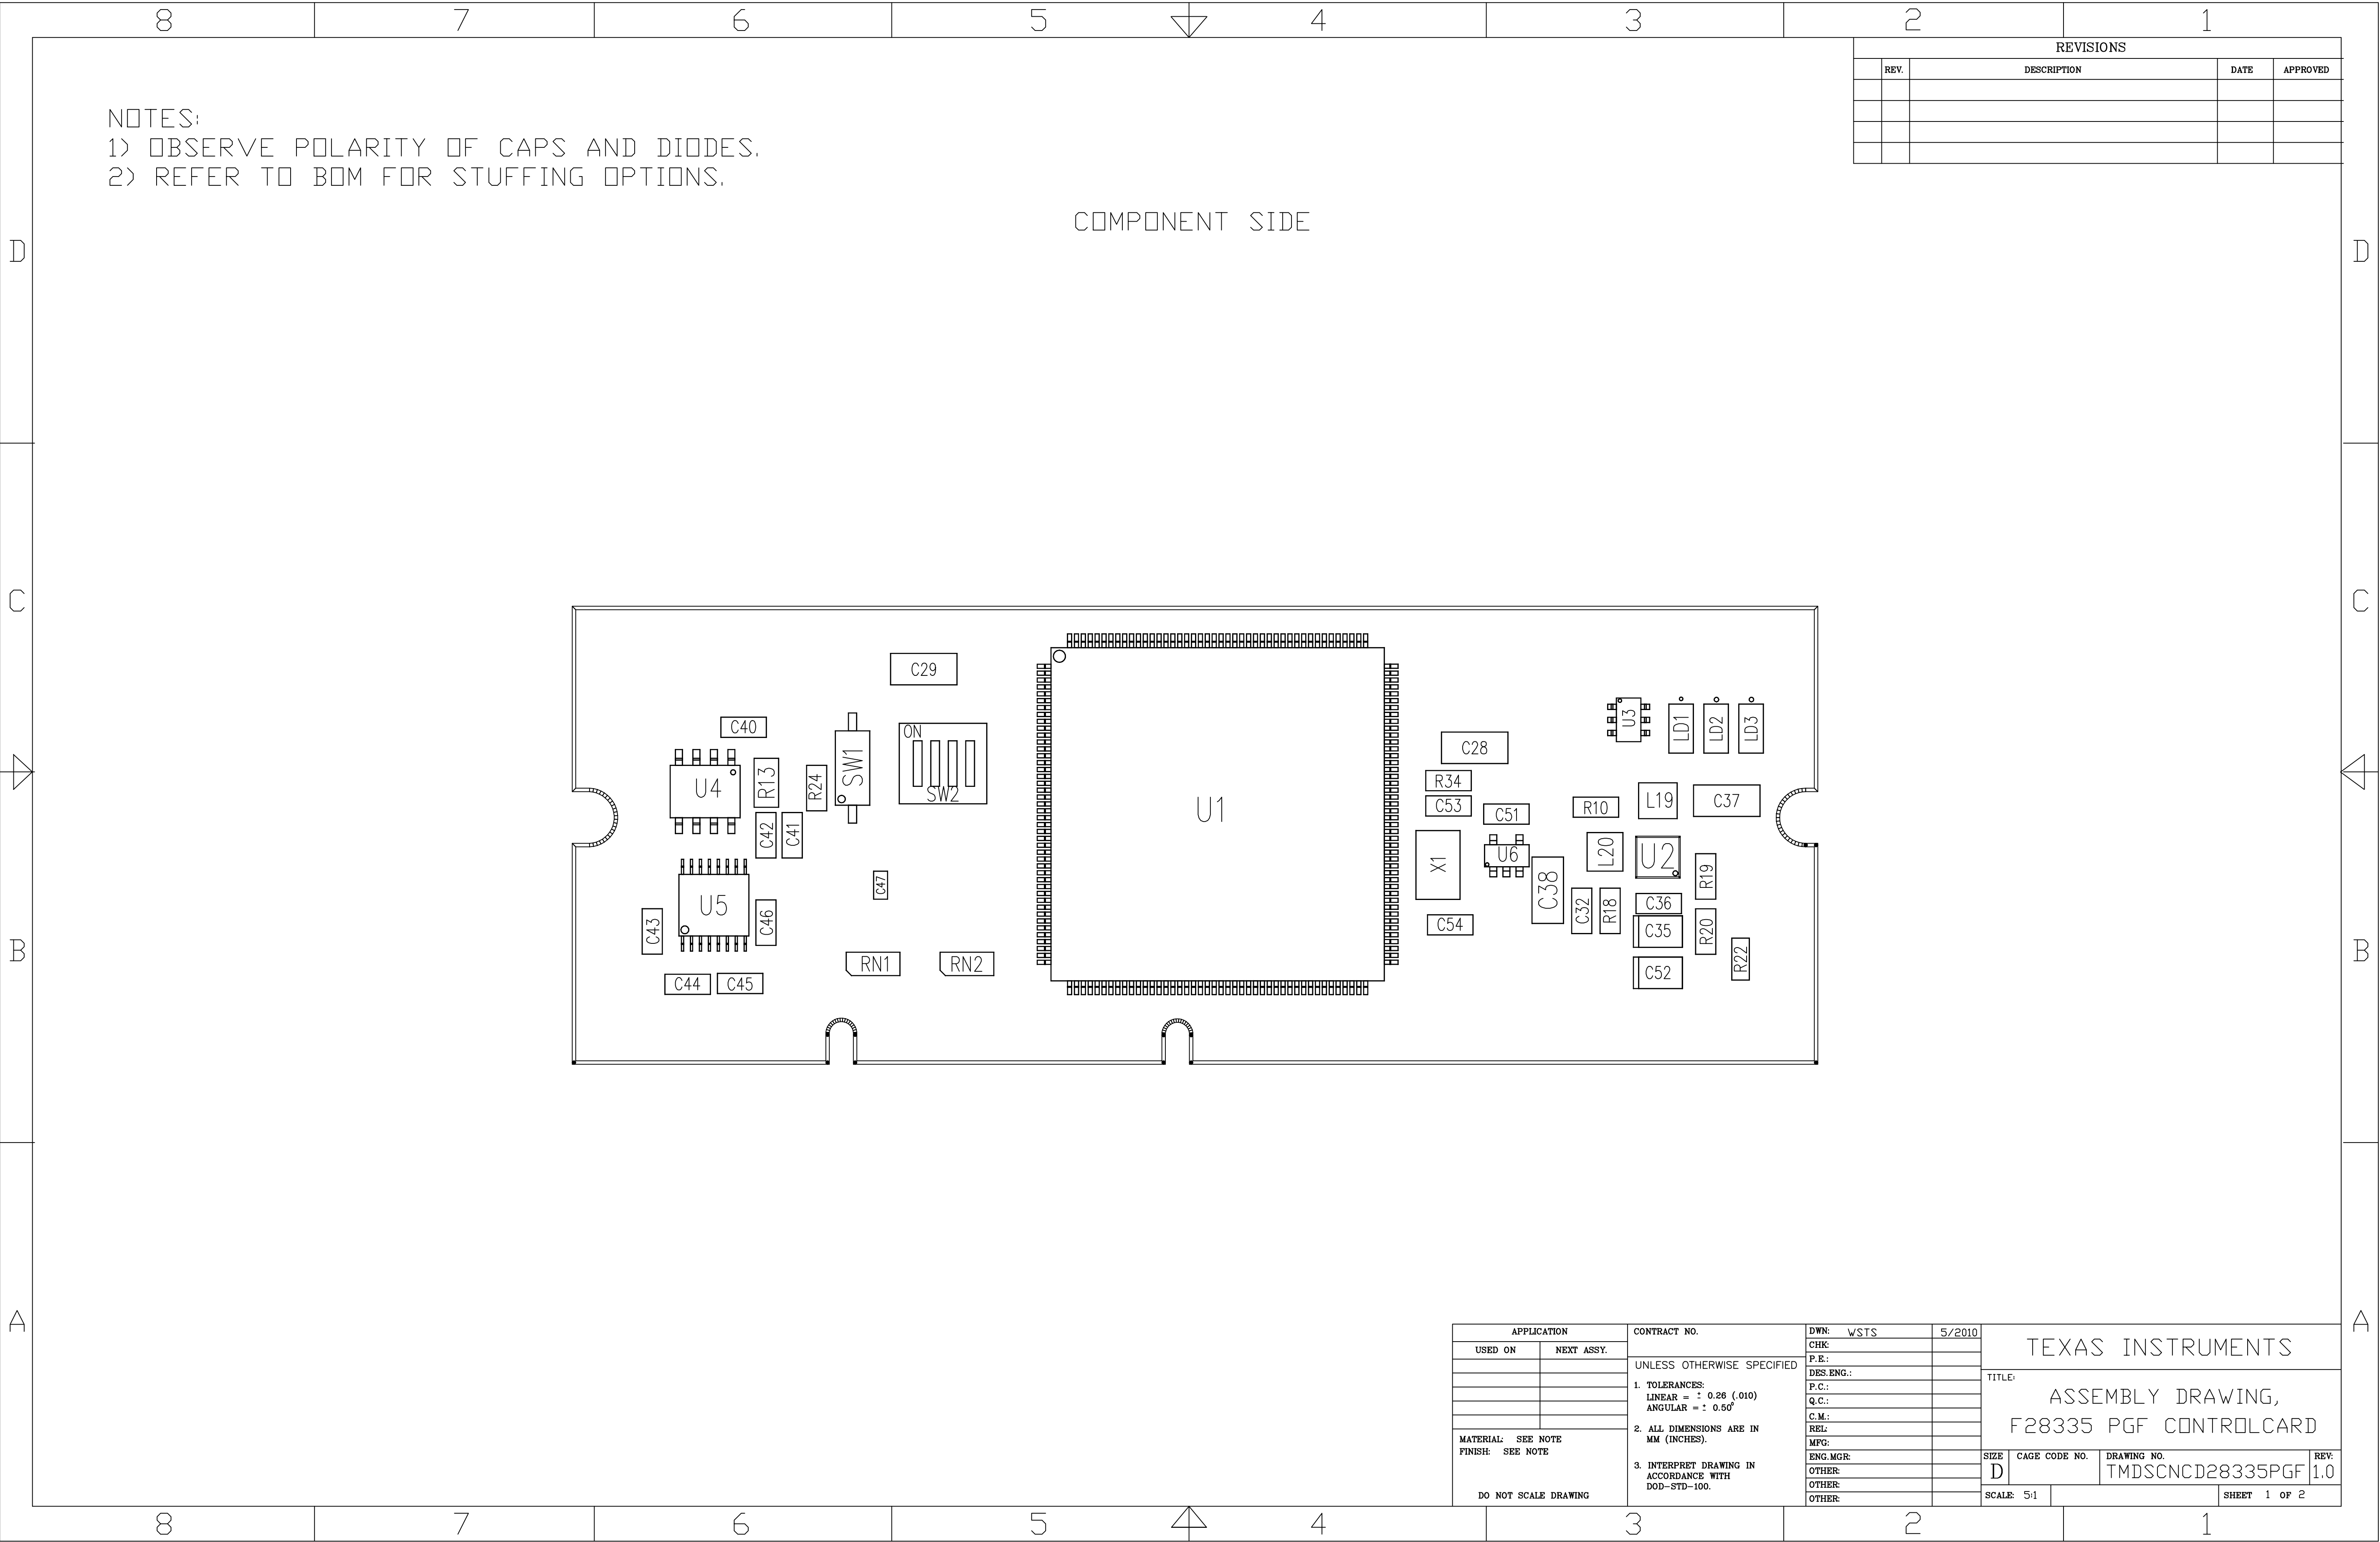 8 7 6 5 4 3 2 1
REVISIONS
REV. DESCRIPTION DATE APPROVED
NOTES:
1) OBSERVE POLARITY OF CAPS AND DIODES.
2) REFER TO BOM FOR STUFFING OPTIONS.
COMPONENT SIDE
D D
C C
C29
C40
ON
SW2
SW1
U4
R13
R24
C42
C41
U5
C43
C46
C47
C44
C45
RN1
RN2
U1
C28
R34
C53
C51
X1
U6
C54
C38
C32
R18
R10
L20
U3
LD1
LD2
LD3
L19
C37
U2
R19
C36
C35
R20
C52
R22
B B
A A
APPLICATION
USED ON NEXT ASSY.
MATERIAL: SEE NOTE
FINISH: SEE NOTE
DO NOT SCALE DRAWING
CONTRACT NO.
UNLESS OTHERWISE SPECIFIED
1. TOLERANCES:
LINEAR = ± 0.26 (.010)
ANGULAR = ± 0.50°
2. ALL DIMENSIONS ARE IN
MM (INCHES).
3. INTERPRET DRAWING IN
ACCORDANCE WITH
DOD-STD-100.
DWN: WSTS 5/2010
CHK:
P.E.:
DES.ENG.:
P.C.:
Q.C.:
C.M.:
REL:
MFG:
ENG.MGR:
OTHER:
OTHER:
OTHER:
TEXAS INSTRUMENTS
TITLE:
ASSEMBLY DRAWING,
F28335 PGF CONTROLCARD
SIZE CAGE CODE NO. DRAWING NO. REV:
D TMDSCNCD28335PGF 1.0
SCALE: 5:1 SHEET 1 OF 2
8 7 6 5 4 3 2 1